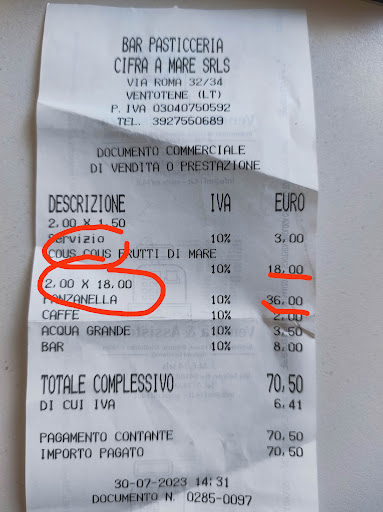 BAR PASTICCERIA
CIFRA A MARE SRLS
VIA ROMA 32/34
VENTOTENE (LT)
P. IVA 03040750592
TEL. 3927550689
DOCUMENTO COMMERCIALE
DI VENDITA O PRESTAZIONE
DESCRIZIONE IVA EURO
2,00 X 1,50
Servizio 10% 3,00
COUS COUS FRUTTI DI MARE
10% 18,00
2,00 X 18,00
PANZANELLA 10% 36,00
CAFFE 10% 2,00
ACQUA GRANDE 10% 3,50
BAR 10% 8,00
TOTALE COMPLESSIVO 70,50
DI CUI IVA 6,41
PAGAMENTO CONTANTE 70,50
IMPORTO PAGATO 70,50
30-07-2023 14:31
DOCUMENTO N. 0285-0097